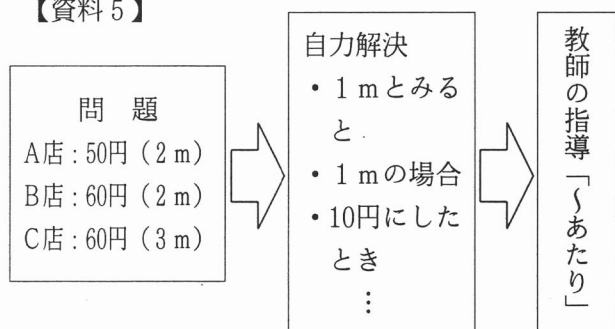 【資料5】
問 題
A店:50円(2m)
B店:60円(2m)
C店:60円(3m)
自力解決
・1mとみる
と
・1mの場合
・10円にした
とき
⋮
教師の指導「~あたり」